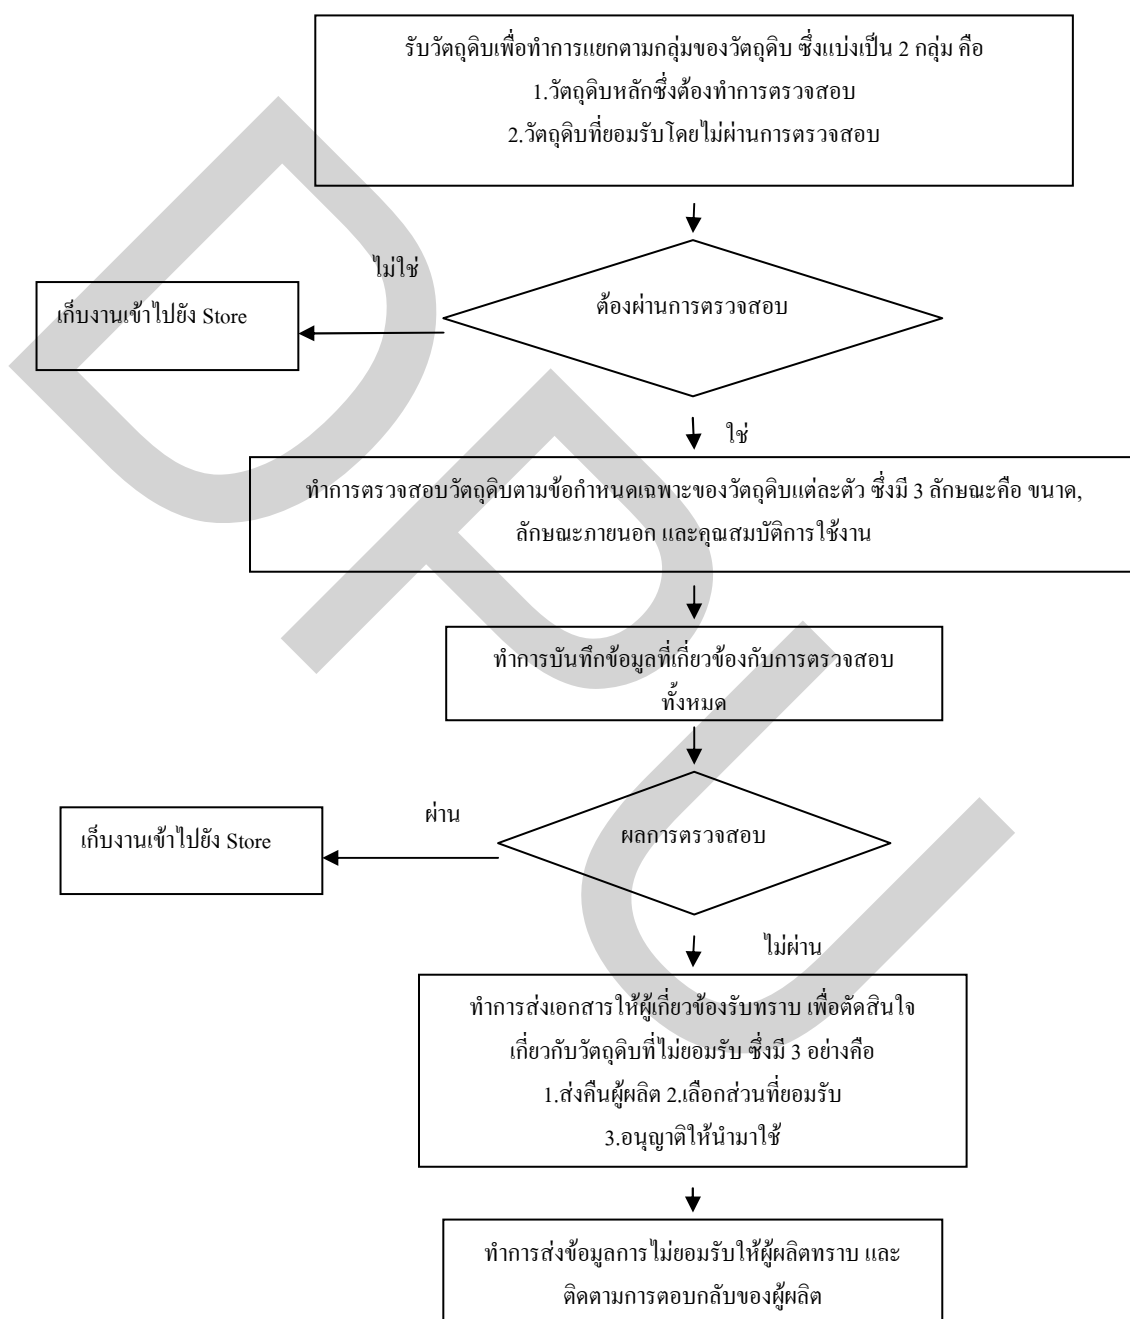 รับวัตถุดิบเพื่อทำการแยกตามกลุ่มของวัตถุดิบ ซึ่งแบ่งเป็น 2 กลุ่ม คือ
1.วัตถุดิบหลักซึ่งต้องทำการตรวจสอบ
2.วัตถุดิบที่ยอมรับโดยไม่ผ่านการตรวจสอบ
ไม่ใช่
ต้องผ่านการตรวจสอบ
เก็บงานเข้าไปยัง Store
ใช่
ทำการตรวจสอบวัตถุดิบตามข้อกำหนดเฉพาะของวัตถุดิบแต่ละตัว ซึ่งมี 3 ลักษณะคือ ขนาด,
ลักษณะภายนอก และคุณสมบัติการใช้งาน
ทำการบันทึกข้อมูลที่เกี่ยวข้องกับการตรวจสอบ
ทั้งหมด
ผ่าน
ผลการตรวจสอบ
เก็บงานเข้าไปยัง Store
ไม่ผ่าน
ทำการส่งเอกสารให้ผู้เกี่ยวข้องรับทราบ เพื่อตัดสินใจ
เกี่ยวกับวัตถุดิบที่ไม่ยอมรับ ซึ่งมี 3 อย่างคือ
1.ส่งคืนผู้ผลิต 2.เลือกส่วนที่ยอมรับ
3.อนุญาติให้นำมาใช้
ทำการส่งข้อมูลการไม่ยอมรับให้ผู้ผลิตทราบ และ
ติดตามการตอบกลับของผู้ผลิต
DPU